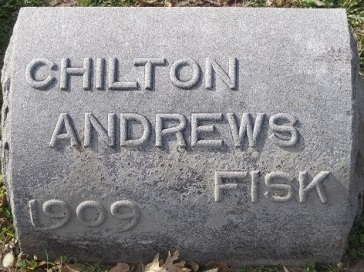 CHILTON
ANDREWS
FISK
1909